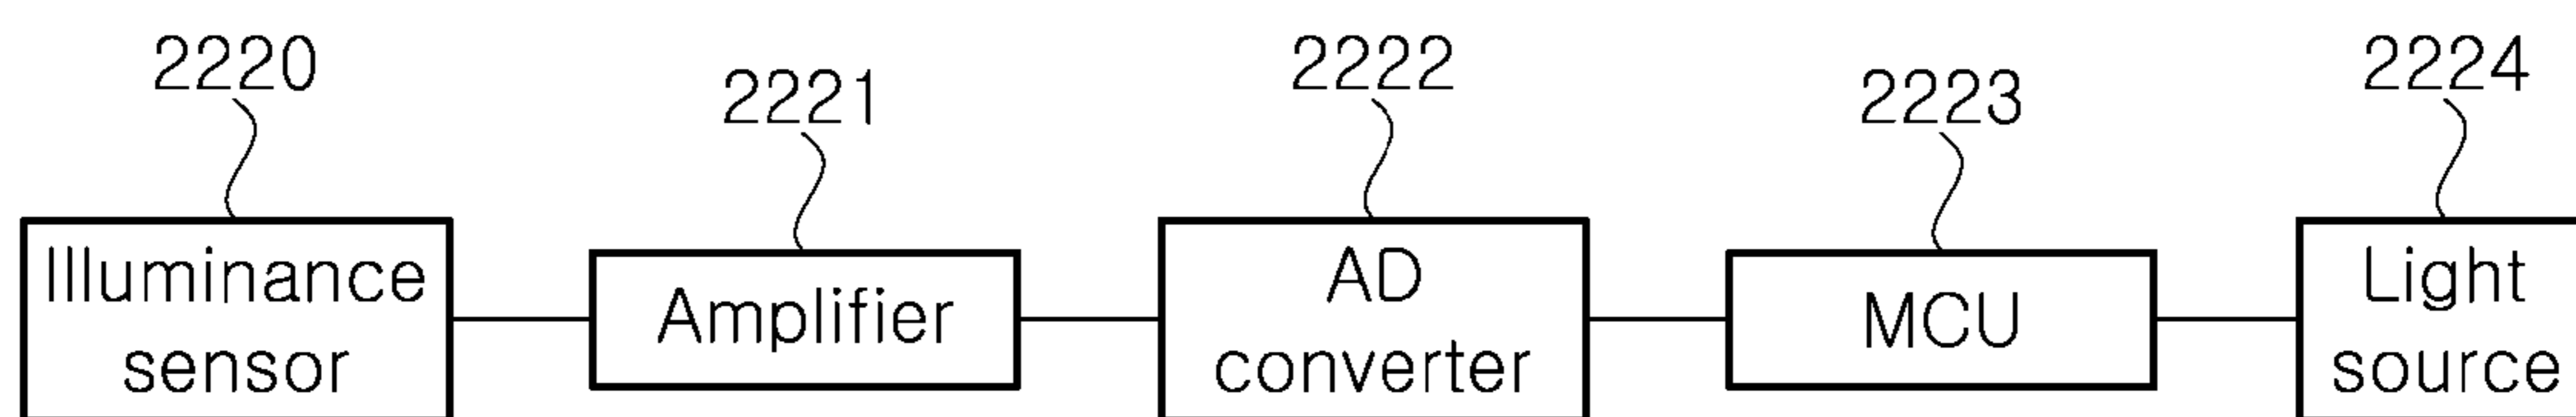 2220
2221
2222
2223
2224
Illuminance
sensor
Amplifier
AD
converter
MCU
Light
source